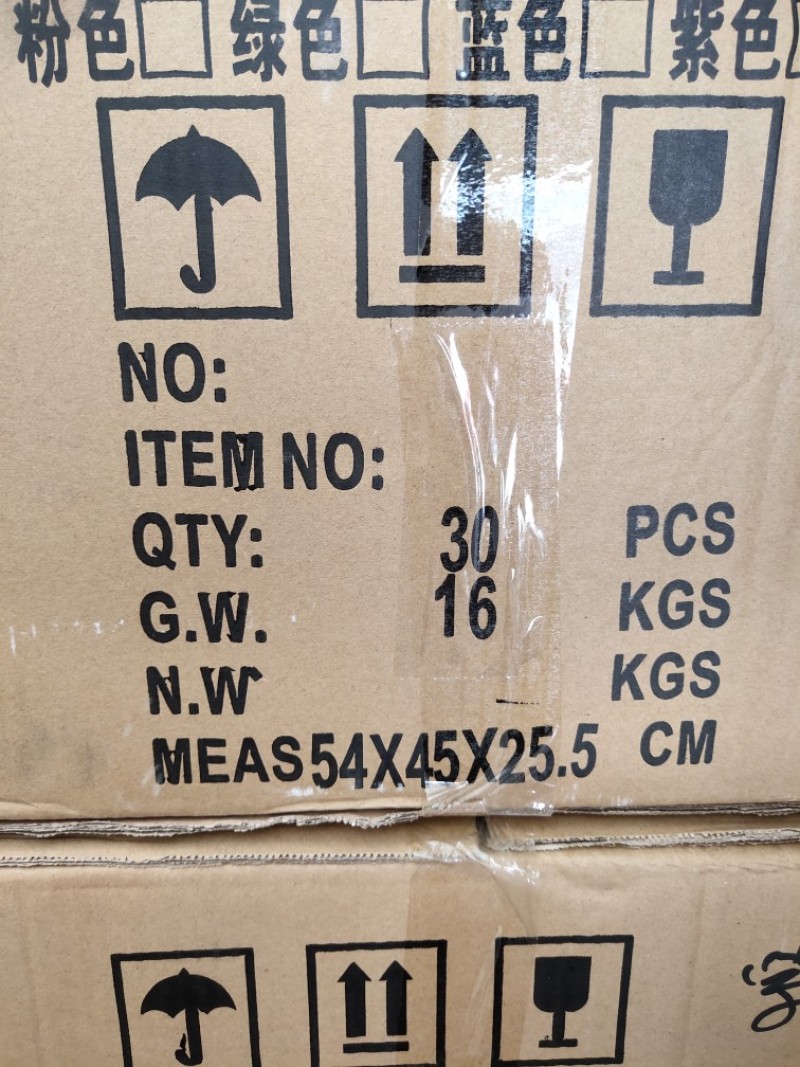 粉色 绿色 蓝色 紫色
NO:
ITEM NO:
QTY: 30 PCS
G.W. 16 KGS
N.W KGS
MEAS 54X45X25.5 CM